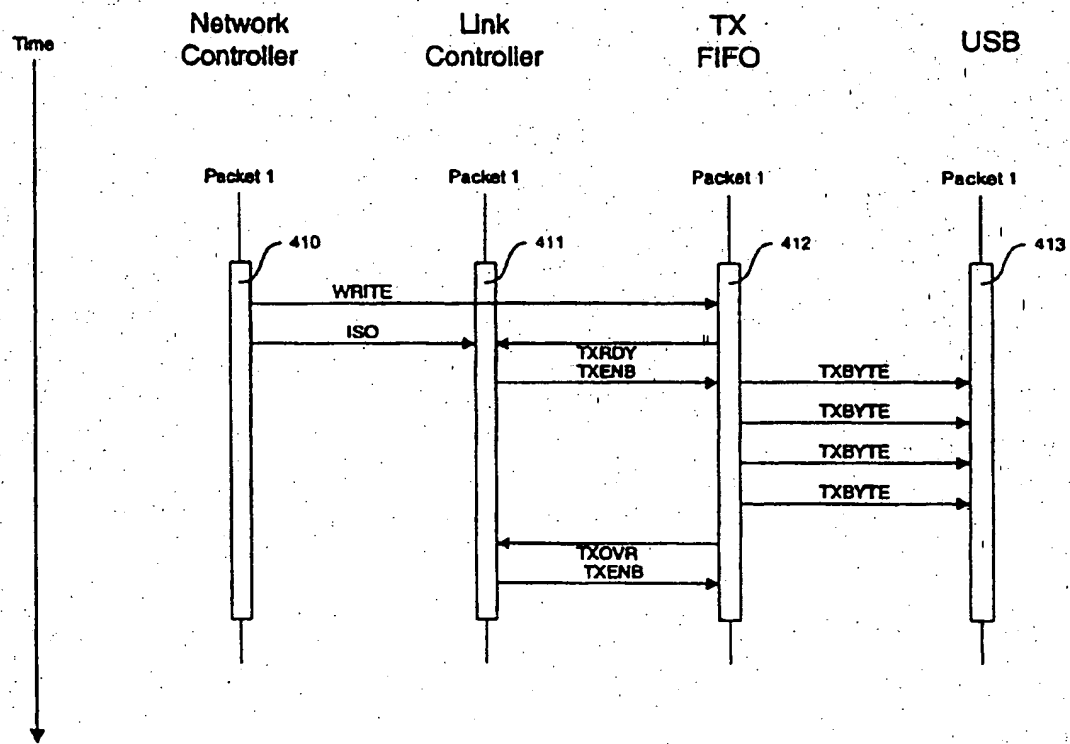 Time
Network
Controller
Link
Controller
TX
FIFO
USB
Packet 1
Packet 1
Packet 1
Packet 1
410
411
412
413
WRITE
ISO
TXRDY
TXENB
TXBYTE
TXBYTE
TXBYTE
TXBYTE
TXOVR
TXENB